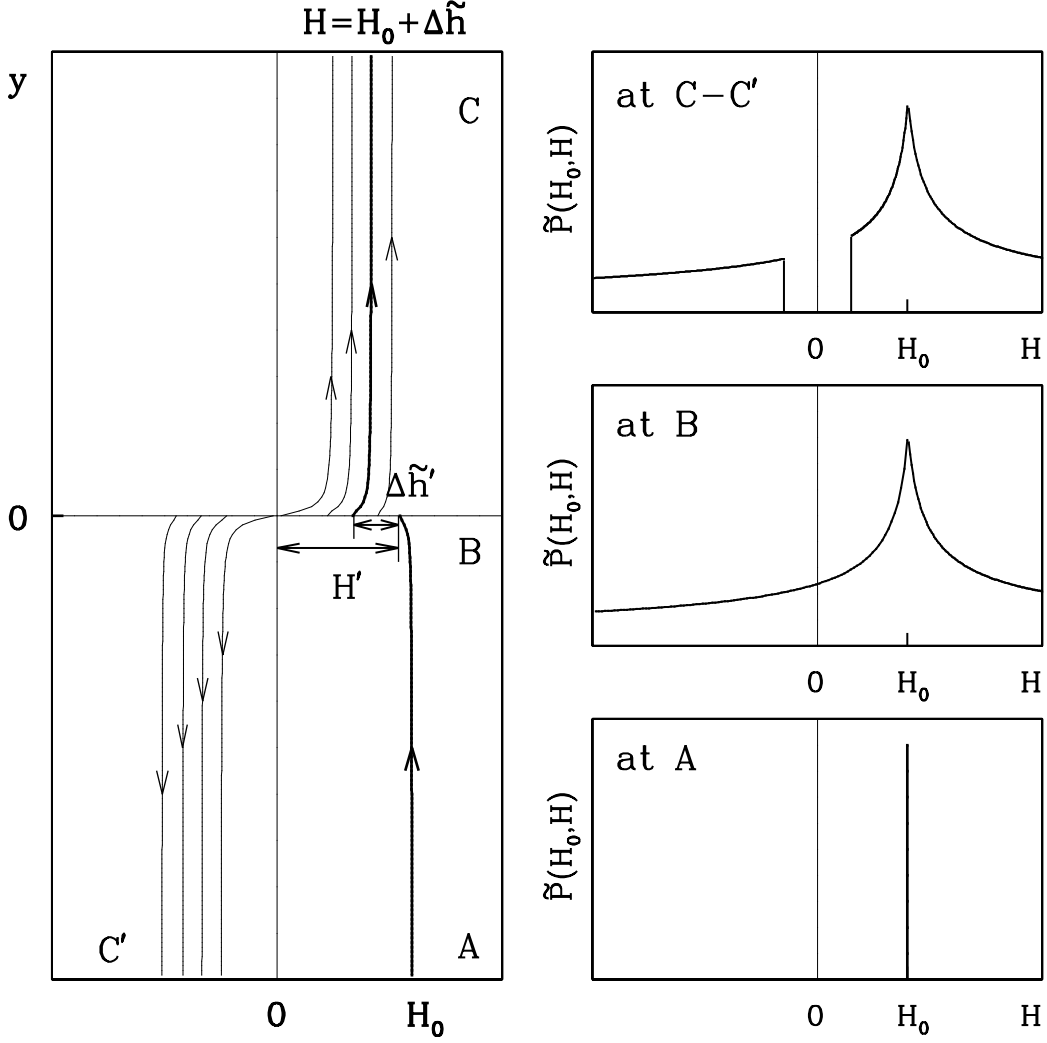 H=H₀+Δh̃
y
C
Δh̃′
0
B
H′
C′
A
0 H₀
at C−C′
P̃(H₀,H)
0 H₀ H
at B
P̃(H₀,H)
0 H₀ H
at A
P̃(H₀,H)
0 H₀ H